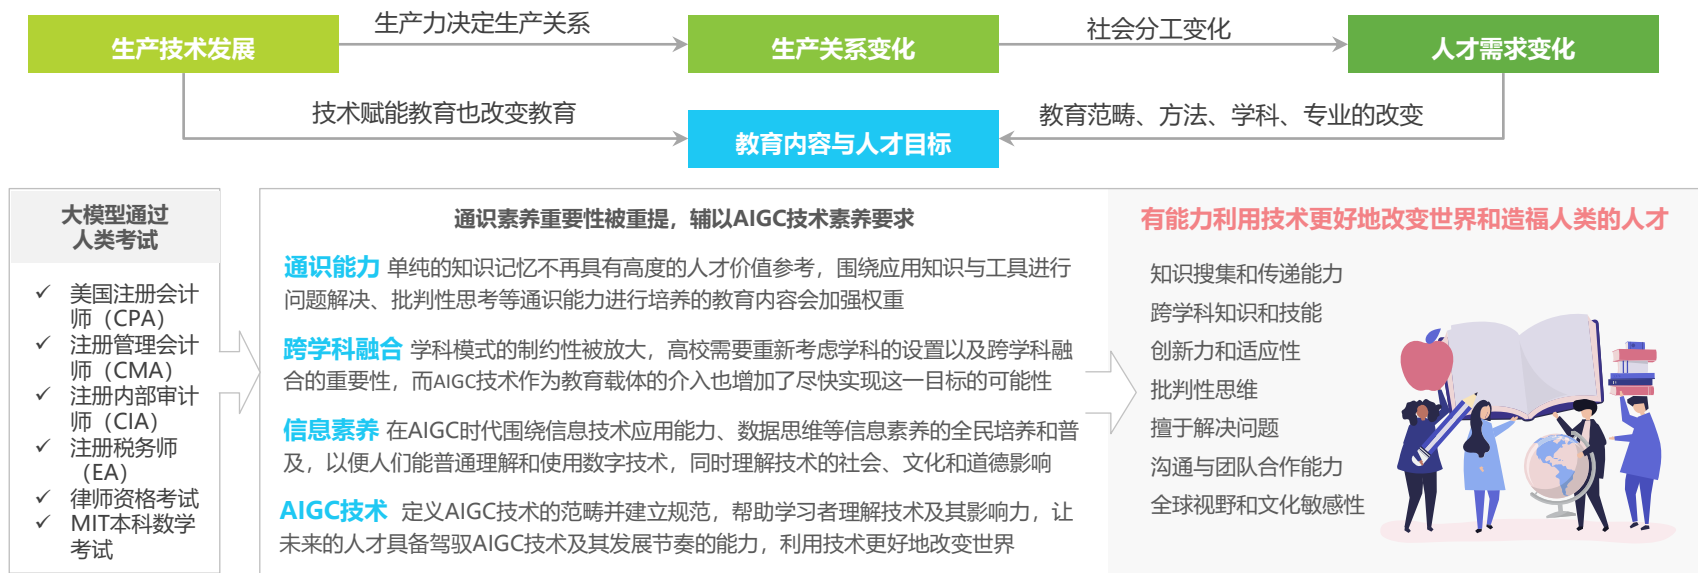 生产力决定生产关系
社会分工变化
生产技术发展
生产关系变化
人才需求变化
技术赋能教育也改变教育
教育范畴、方法、学科、专业的改变
教育内容与人才目标
大模型通过
人类考试
✓ 美国注册会计
师（CPA）
✓ 注册管理会计
师（CMA）
✓ 注册内部审计
师（CIA）
✓ 注册税务师
（EA）
✓ 律师资格考试
✓ MIT本科数学
考试
通识素养重要性被重提，辅以AIGC技术素养要求
通识能力 单纯的知识记忆不再具有高度的人才价值参考，围绕应用知识与工具进行
问题解决、批判性思考等通识能力进行培养的教育内容会加强权重
跨学科融合 学科模式的制约性被放大，高校需要重新考虑学科的设置以及跨学科融
合的重要性，而AIGC技术作为教育载体的介入也增加了尽快实现这一目标的可能性
信息素养 在AIGC时代围绕信息技术应用能力、数据思维等信息素养的全民培养和普
及，以便人们能普通理解和使用数字技术，同时理解技术的社会、文化和道德影响
AIGC技术 定义AIGC技术的范畴并建立规范，帮助学习者理解技术及其影响力，让
未来的人才具备驾驭AIGC技术及其发展节奏的能力，利用技术更好地改变世界
有能力利用技术更好地改变世界和造福人类的人才
知识搜集和传递能力
跨学科知识和技能
创新力和适应性
批判性思维
擅于解决问题
沟通与团队合作能力
全球视野和文化敏感性